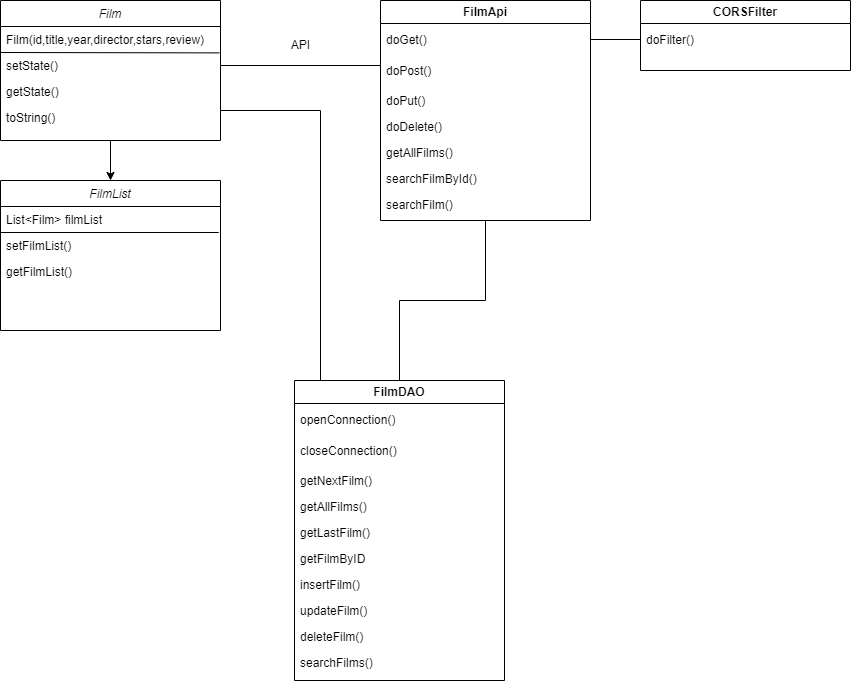 Film
Film(id,title,year,director,stars,review)
setState()
getState()
toString()
API
FilmApi
doGet()
doPost()
doPut()
doDelete()
getAllFilms()
searchFilmById()
searchFilm()
CORSFilter
doFilter()
FilmList
List<Film> filmList
setFilmList()
getFilmList()
FilmDAO
openConnection()
closeConnection()
getNextFilm()
getAllFilms()
getLastFilm()
getFilmByID
insertFilm()
updateFilm()
deleteFilm()
searchFilms()